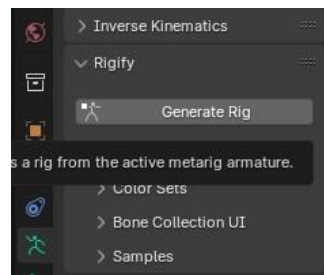 Inverse Kinematics
Rigify
Generate Rig
s a rig from the active metarig armature.
Color Sets
Bone Collection UI
Samples